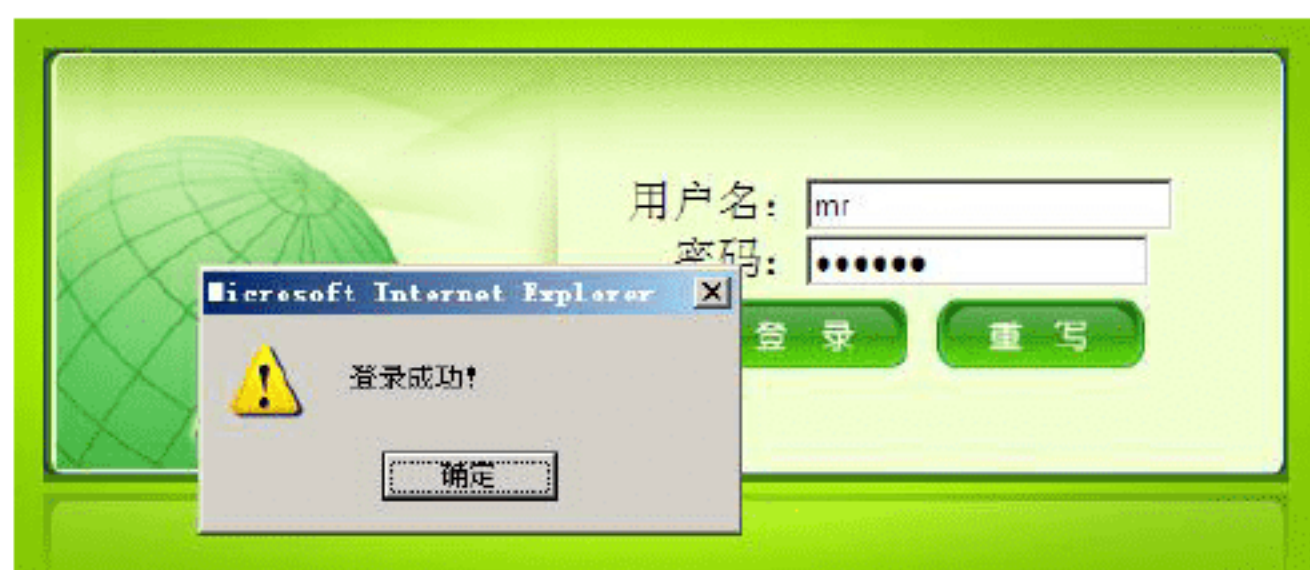 用户名： mr
密码： ●●●●●●
Microsoft Internet Explorer
登 录 重 写
登录成功!
确定